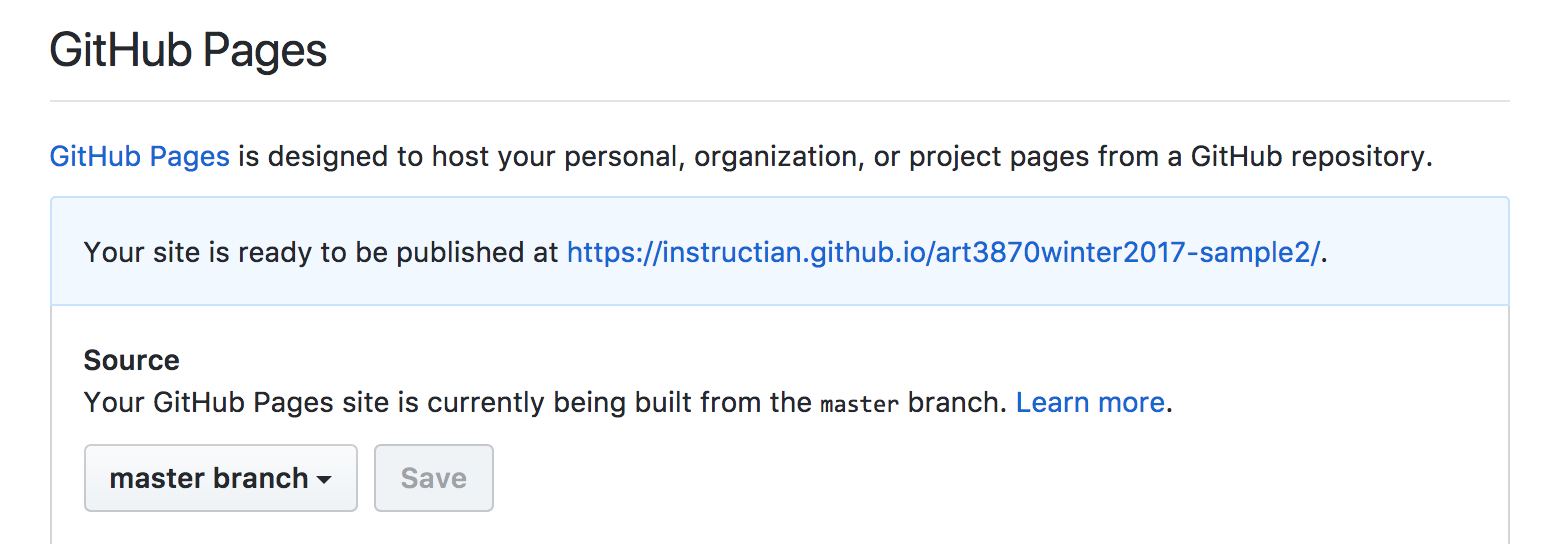 GitHub Pages
GitHub Pages is designed to host your personal, organization, or project pages from a GitHub repository.
Your site is ready to be published at https://instructian.github.io/art3870winter2017-sample2/.
Source
Your GitHub Pages site is currently being built from the master branch. Learn more.
master branch Save